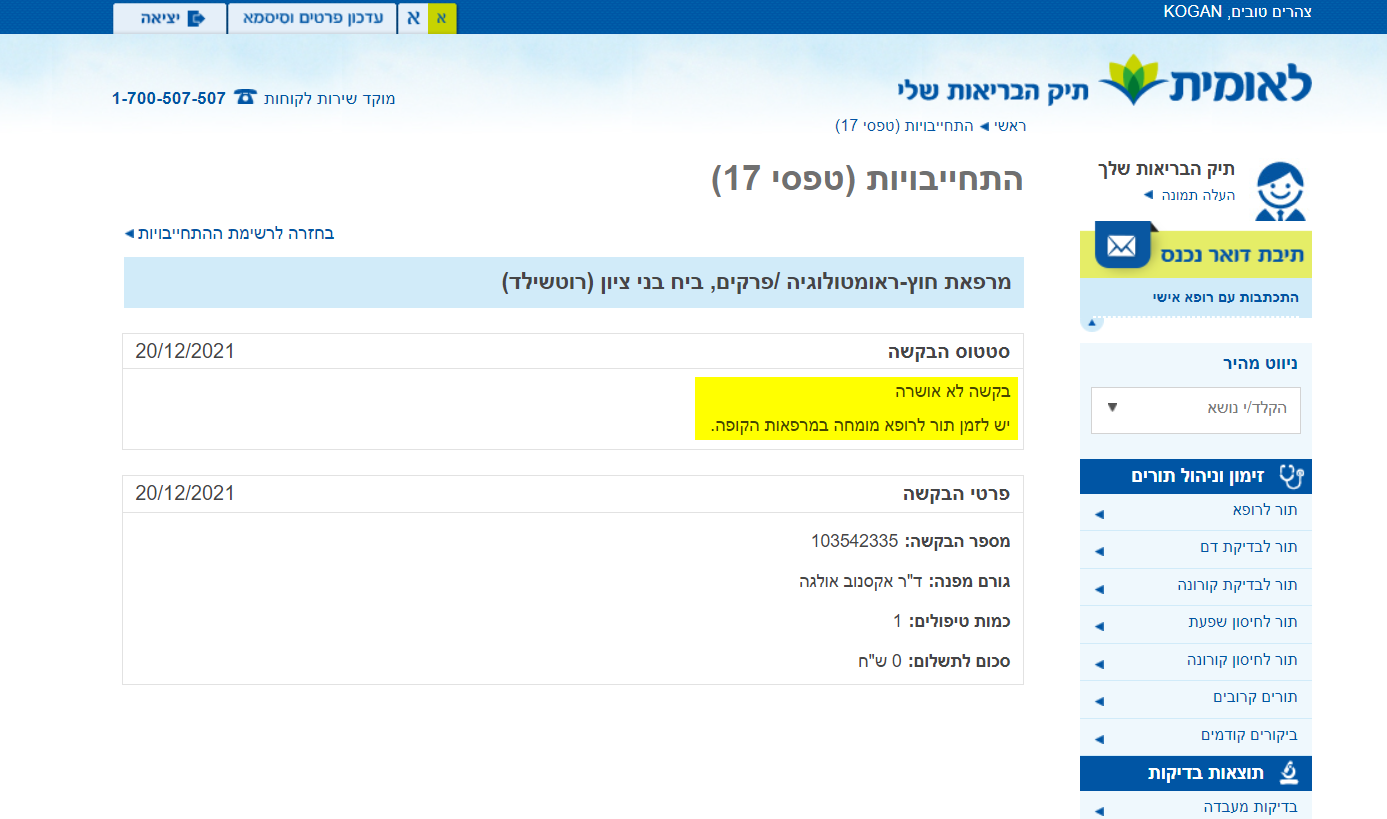 צהרים טובים, KOGAN
א א עדכון פרטים וסיסמא יציאה
לאומית תיק הבריאות שלי
מוקד שירות לקוחות 1-700-507-507
ראשי ◄ התחייבויות (טפסי 17)
תיק הבריאות שלך
העלה תמונה ◄
תיבת דואר נכנס
התכתבות עם רופא אישי
ניווט מהיר
הקלד/י נושא ▼
זימון וניהול תורים
תור לרופא ◄
תור לבדיקת דם ◄
תור לבדיקת קורונה ◄
תור לחיסון שפעת ◄
תור לחיסון קורונה ◄
תורים קרובים ◄
ביקורים קודמים ◄
תוצאות בדיקות
בדיקות מעבדה ◄
התחייבויות (טפסי 17)
בחזרה לרשימת ההתחייבויות ◄
מרפאת חוץ-ראומטולוגיה /פרקים, ביח בני ציון (רוטשילד)
סטטוס הבקשה 20/12/2021
בקשה לא אושרה
יש לזמן תור לרופא מומחה במרפאות הקופה.
פרטי הבקשה 20/12/2021
מספר הבקשה: 103542335
גורם מפנה: ד"ר אקסנוב אולגה
כמות טיפולים: 1
סכום לתשלום: 0 ש"ח